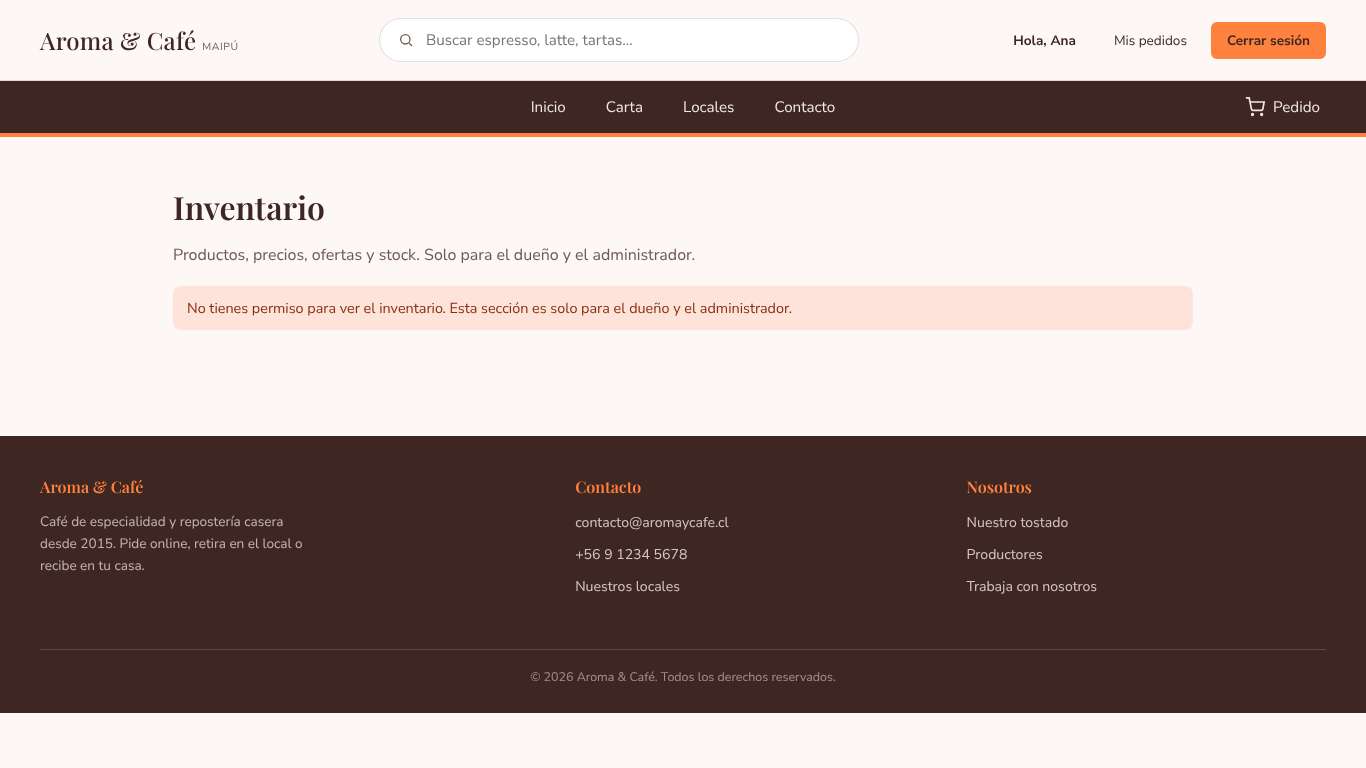 Aroma & Café MAIPÚ
Buscar espresso, latte, tartas...
Hola, Ana
Mis pedidos
Cerrar sesión
Inicio
Carta
Locales
Contacto
Pedido
Inventario
Productos, precios, ofertas y stock. Solo para el dueño y el administrador.
No tienes permiso para ver el inventario. Esta sección es solo para el dueño y el administrador.
Aroma & Café
Café de especialidad y repostería casera
desde 2015. Pide online, retira en el local o
recibe en tu casa.
Contacto
contacto@aromaycafe.cl
+56 9 1234 5678
Nuestros locales
Nosotros
Nuestro tostado
Productores
Trabaja con nosotros
© 2026 Aroma & Café. Todos los derechos reservados.